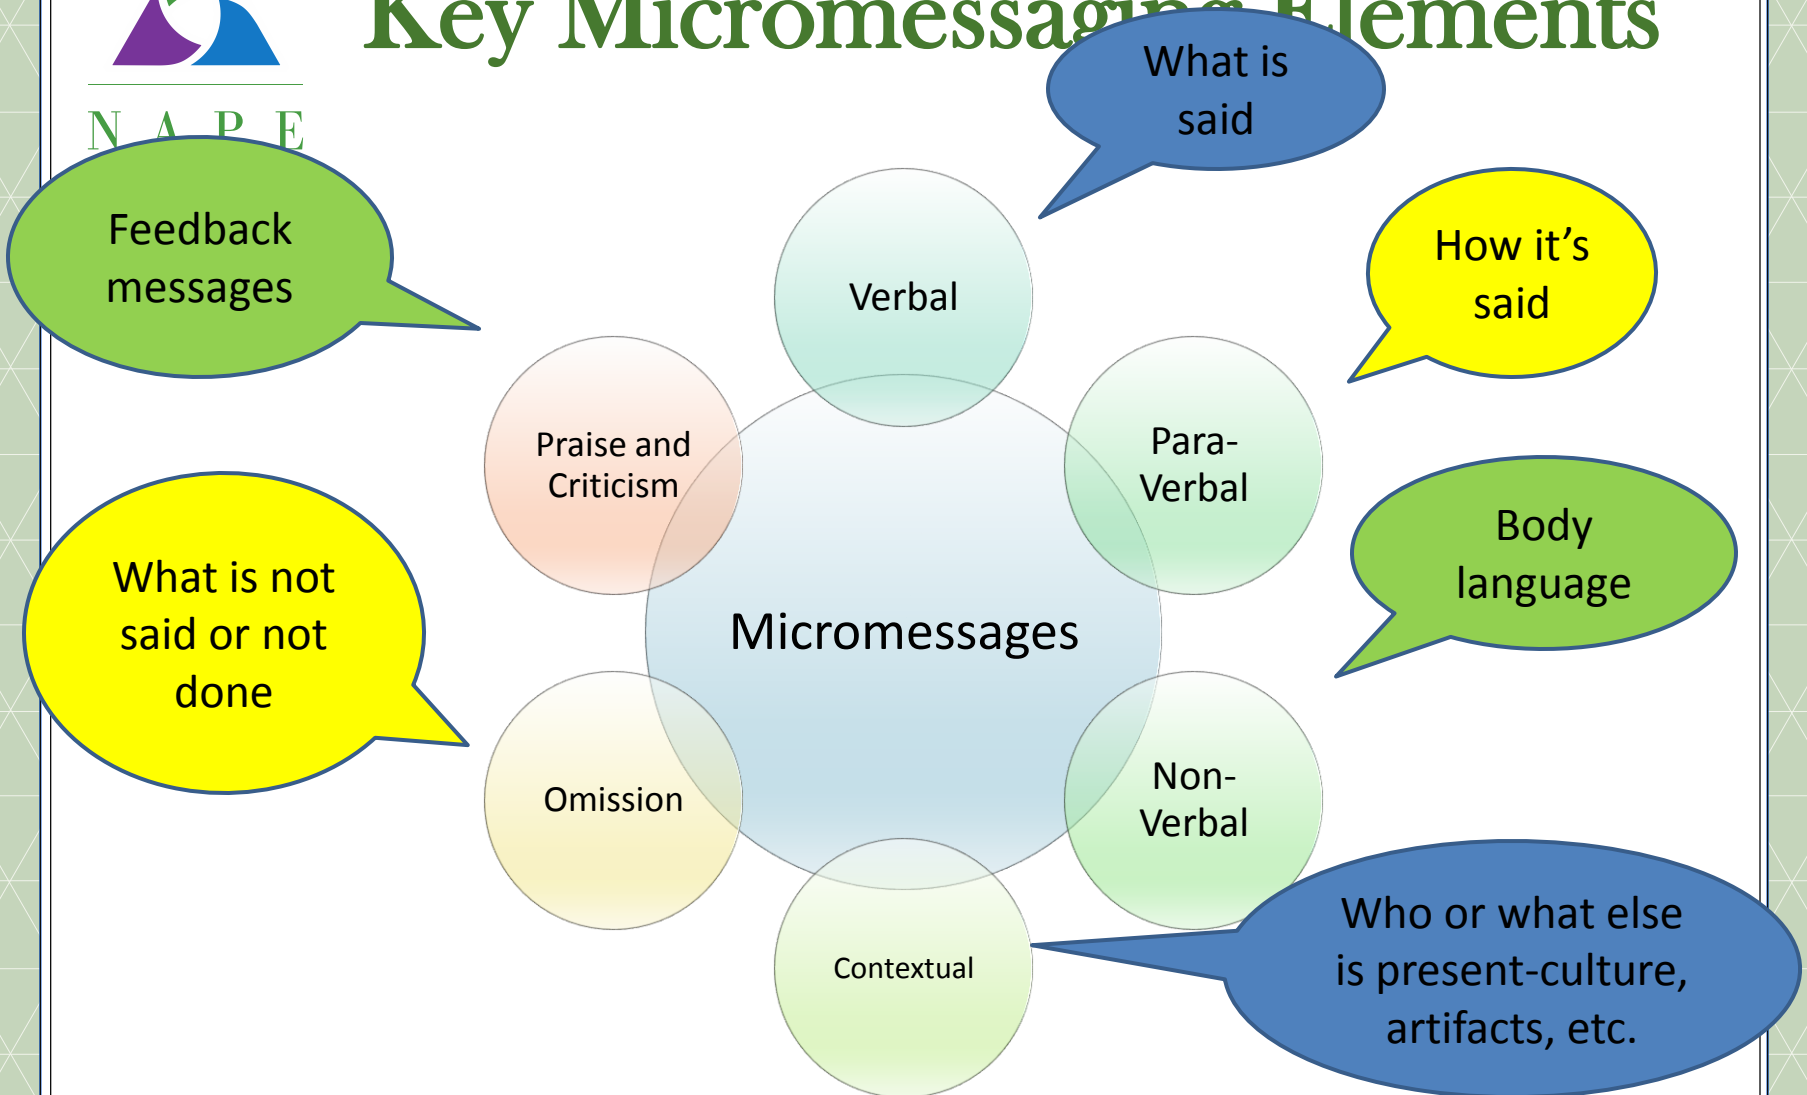 Key Micromessaging Elements
NAPE
What is
said
Feedback
messages
How it's
said
Verbal
Praise and
Criticism
Para-
Verbal
Body
language
What is not
said or not
done
Micromessages
Omission
Non-
Verbal
Contextual
Who or what else
is present-culture,
artifacts, etc.